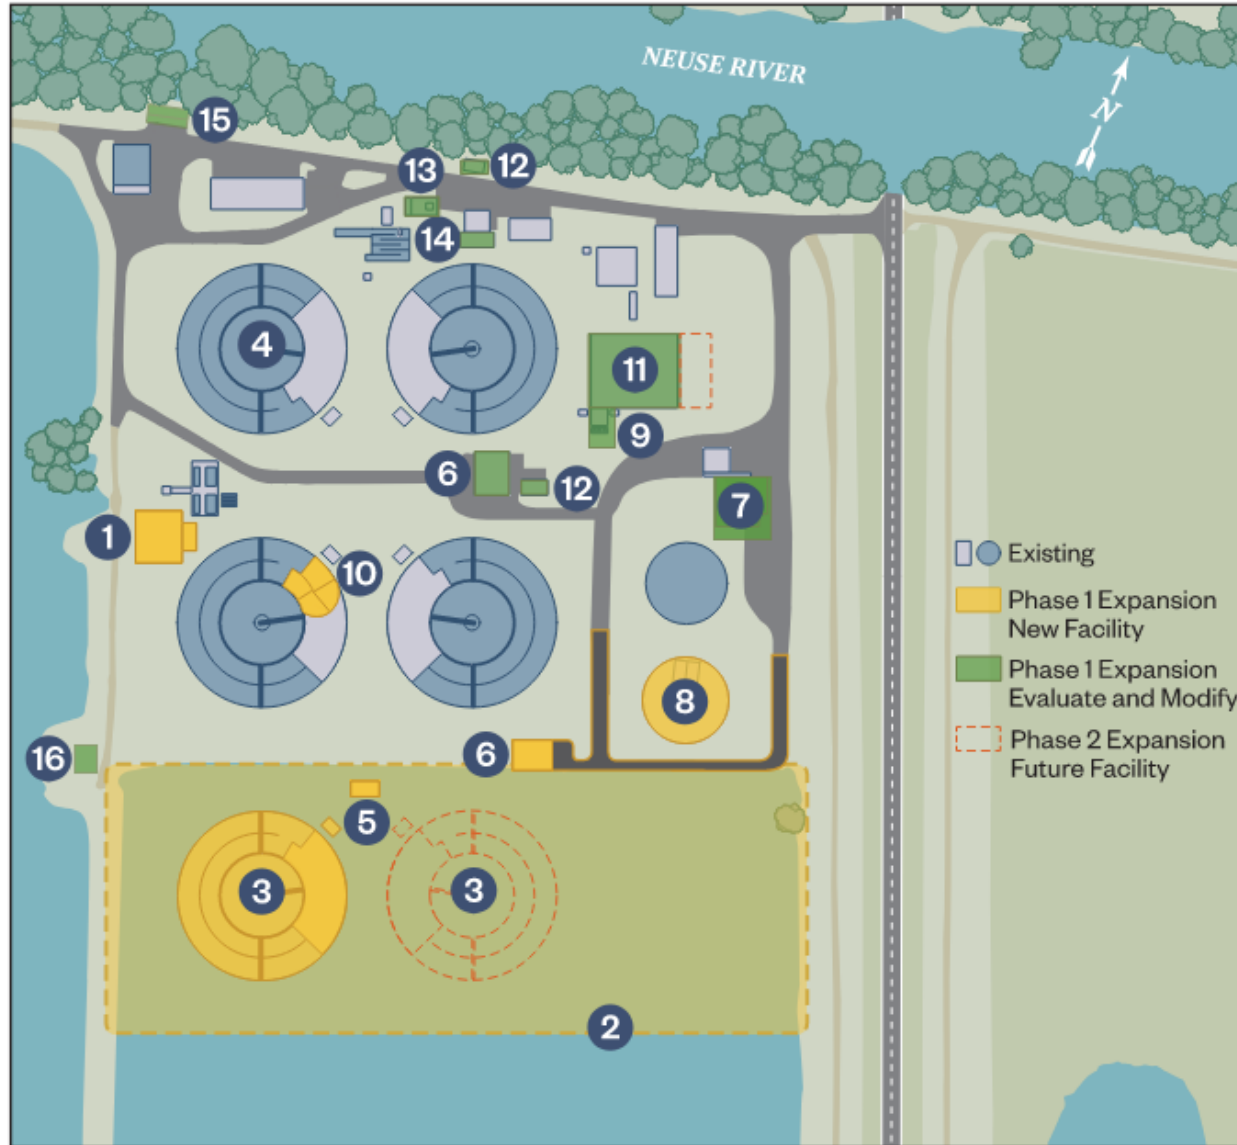 NEUSE RIVER
N
15
13
12
14
4
11
9
6
12
7
1
10
8
6
16
5
3
3
2
Existing
Phase 1 Expansion
New Facility
Phase 1 Expansion
Evaluate and Modify
Phase 2 Expansion
Future Facility